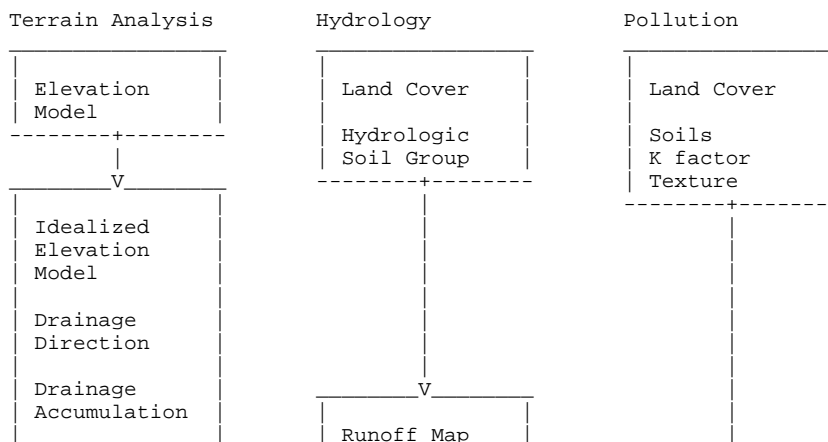 Terrain Analysis
Hydrology
Pollution
Elevation
Model
Land Cover
Hydrologic
Soil Group
Land Cover
Soils
K factor
Texture
V
Idealized
Elevation
Model
Drainage
Direction
Drainage
Accumulation
V
Runoff Map